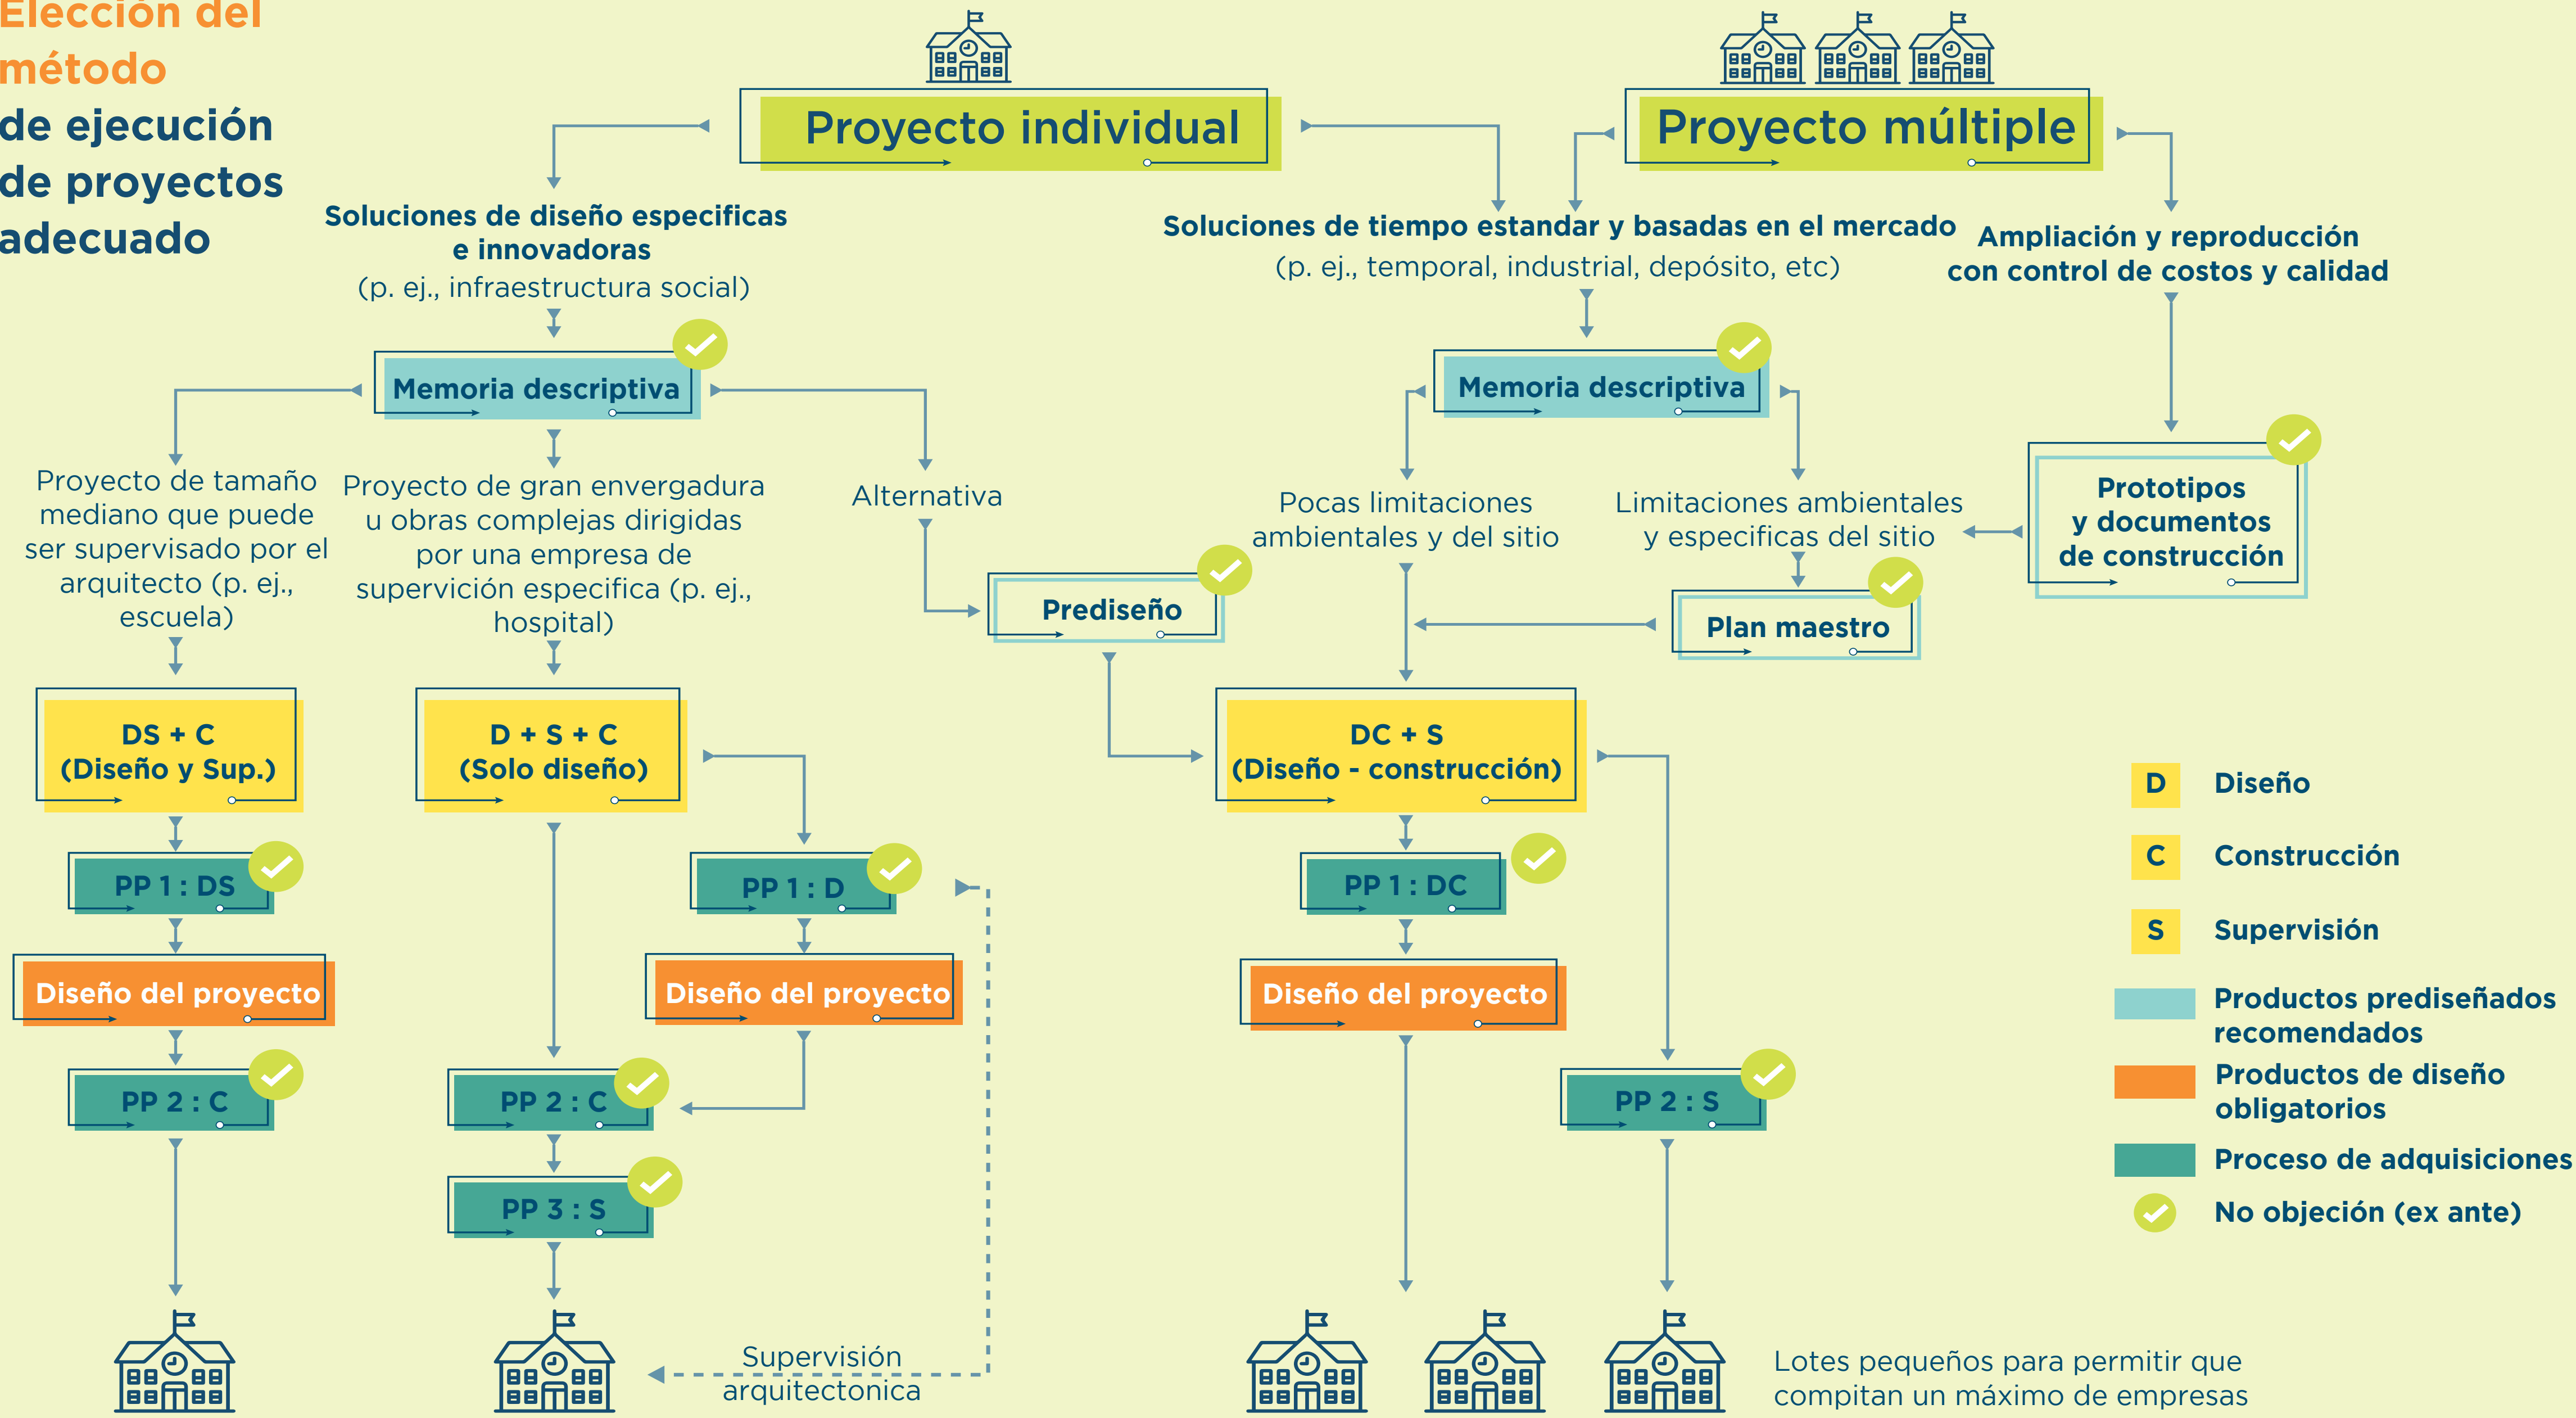 Elección del
método
de ejecución
de proyectos
adecuado
Proyecto individual
Proyecto múltiple
Soluciones de diseño especificas
e innovadoras
(p. ej., infraestructura social)
Soluciones de tiempo estandar y basadas en el mercado
(p. ej., temporal, industrial, depósito, etc)
Ampliación y reproducción
con control de costos y calidad
Memoria descriptiva
Memoria descriptiva
Proyecto de tamaño
mediano que puede
ser supervisado por el
arquitecto (p. ej.,
escuela)
Proyecto de gran envergadura
u obras complejas dirigidas
por una empresa de
supervición especifica (p. ej.,
hospital)
Alternativa
Prediseño
Pocas limitaciones
ambientales y del sitio
Limitaciones ambientales
y especificas del sitio
Prototipos
y documentos
de construcción
Plan maestro
DS + C
(Diseño y Sup.)
D + S + C
(Solo diseño)
DC + S
(Diseño - construcción)
PP 1 : DS
PP 1 : D
PP 1 : DC
Diseño del proyecto
Diseño del proyecto
Diseño del proyecto
PP 2 : C
PP 2 : C
PP 2 : S
PP 3 : S
Supervisión
arquitectonica
Lotes pequeños para permitir que
compitan un máximo de empresas
D Diseño
C Construcción
S Supervisión
Productos prediseñados
recomendados
Productos de diseño
obligatorios
Proceso de adquisiciones
No objeción (ex ante)